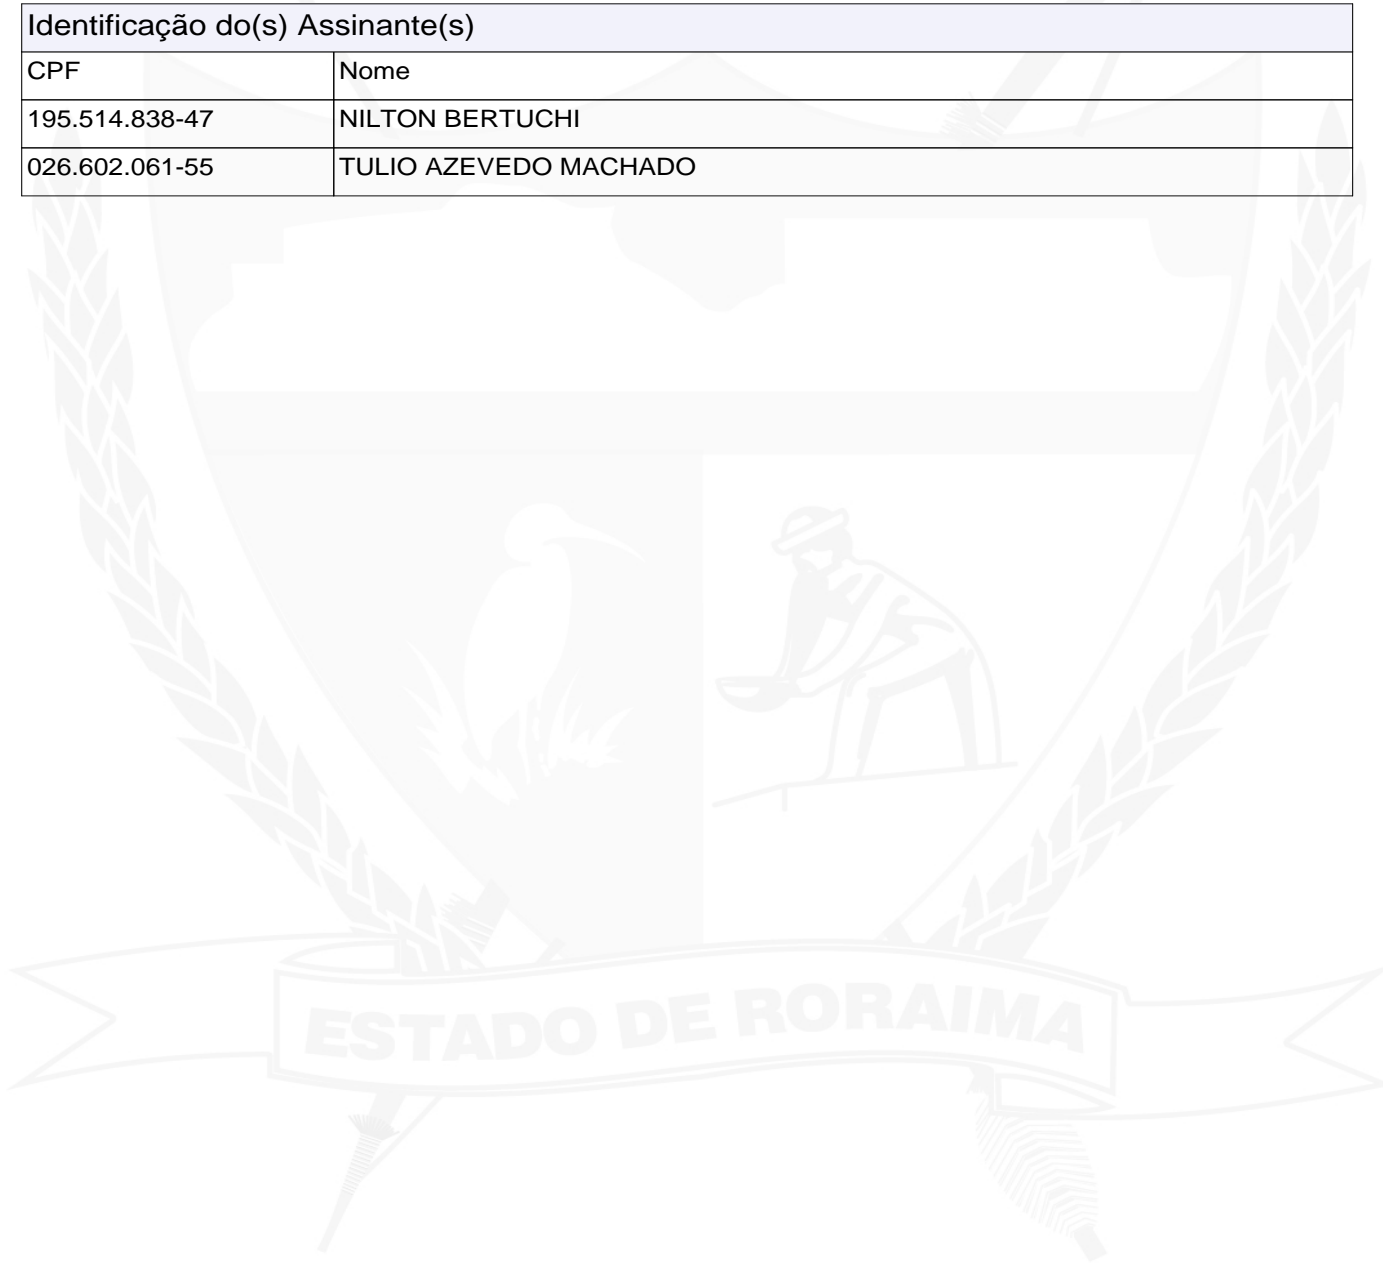 Identificação do(s) Assinante(s)
CPF Nome
195.514.838-47 NILTON BERTUCHI
026.602.061-55 TULIO AZEVEDO MACHADO
ESTADO DE RORAIMA